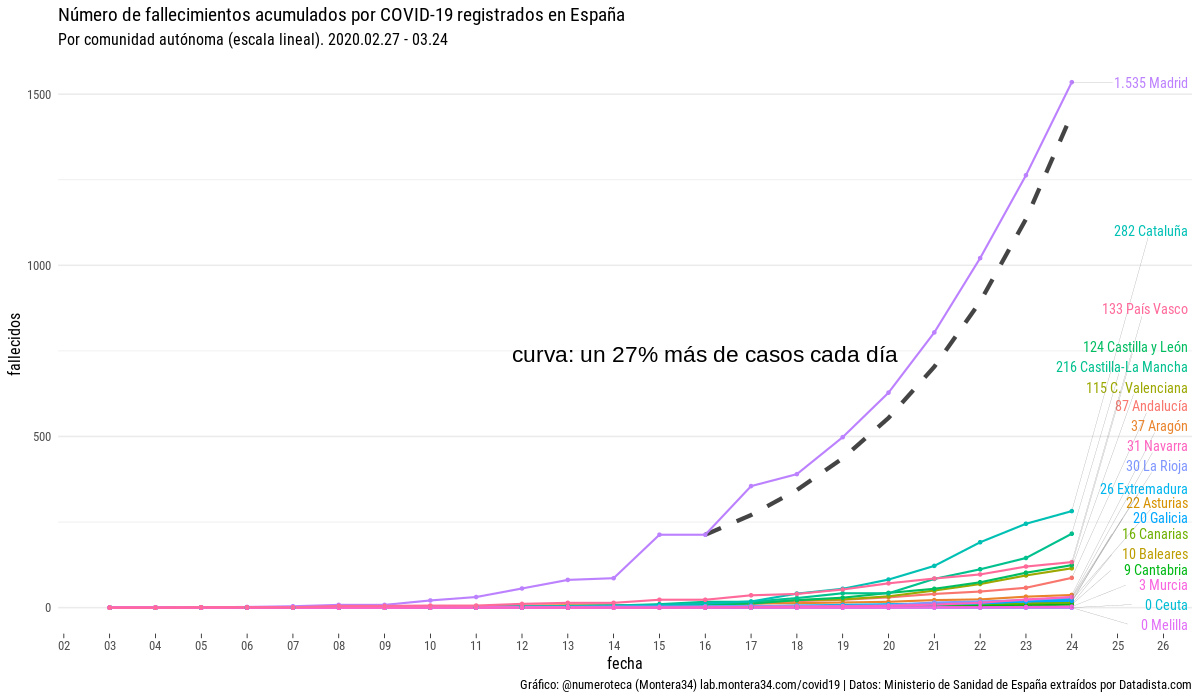 Número de fallecimientos acumulados por COVID-19 registrados en España
Por comunidad autónoma (escala lineal). 2020.02.27 - 03.24
1500
1000
500
0
fallecidos
curva: un 27% más de casos cada día
1.535 Madrid
282 Cataluña
133 País Vasco
124 Castilla y León
216 Castilla-La Mancha
115 C. Valenciana
87 Andalucía
37 Aragón
31 Navarra
30 La Rioja
26 Extremadura
22 Asturias
20 Galicia
16 Canarias
10 Baleares
9 Cantabria
3 Murcia
0 Ceuta
0 Melilla
02 03 04 05 06 07 08 09 10 11 12 13 14 15 16 17 18 19 20 21 22 23 24 25 26
fecha
Gráfico: @numeroteca (Montera34) lab.montera34.com/covid19 | Datos: Ministerio de Sanidad de España extraídos por Datadista.com